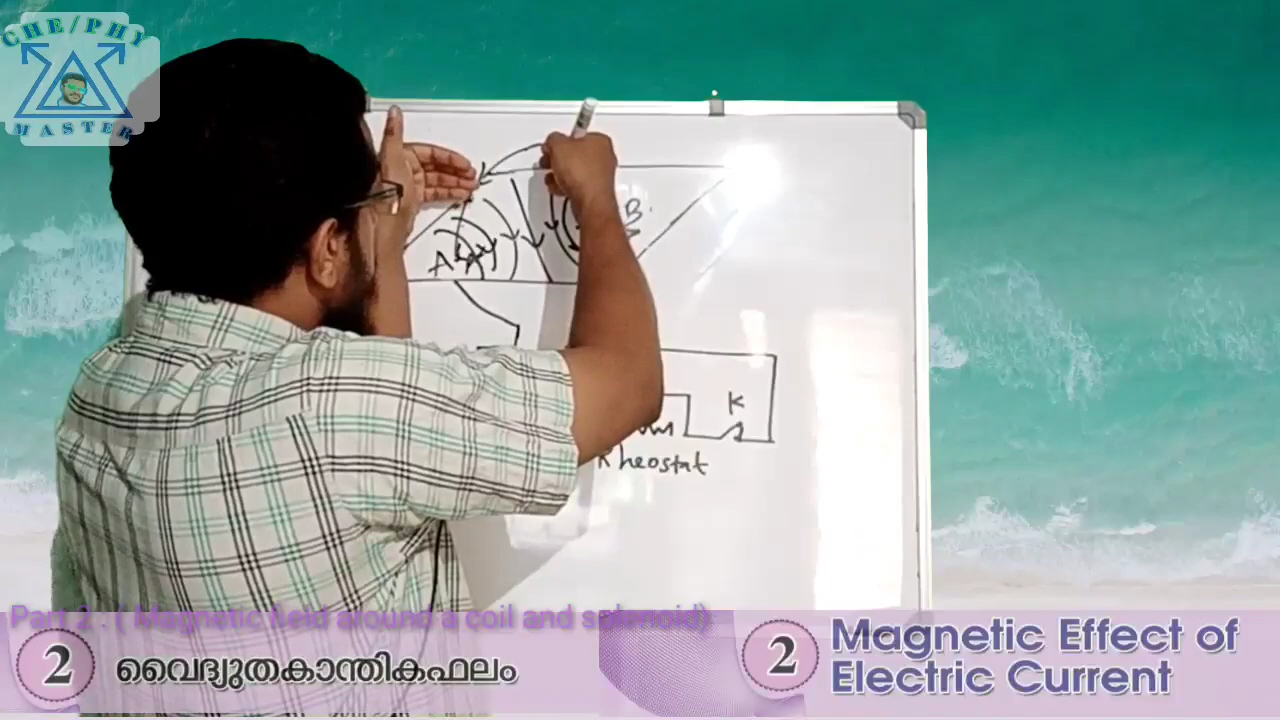 CHE/PHY
MASTER
A
A
B
K
Rheostat
Part 2 . ( Magnetic field around a coil and solenoid)
2 വൈദ്യുതകാന്തികഫലം
2 Magnetic Effect of
Electric Current